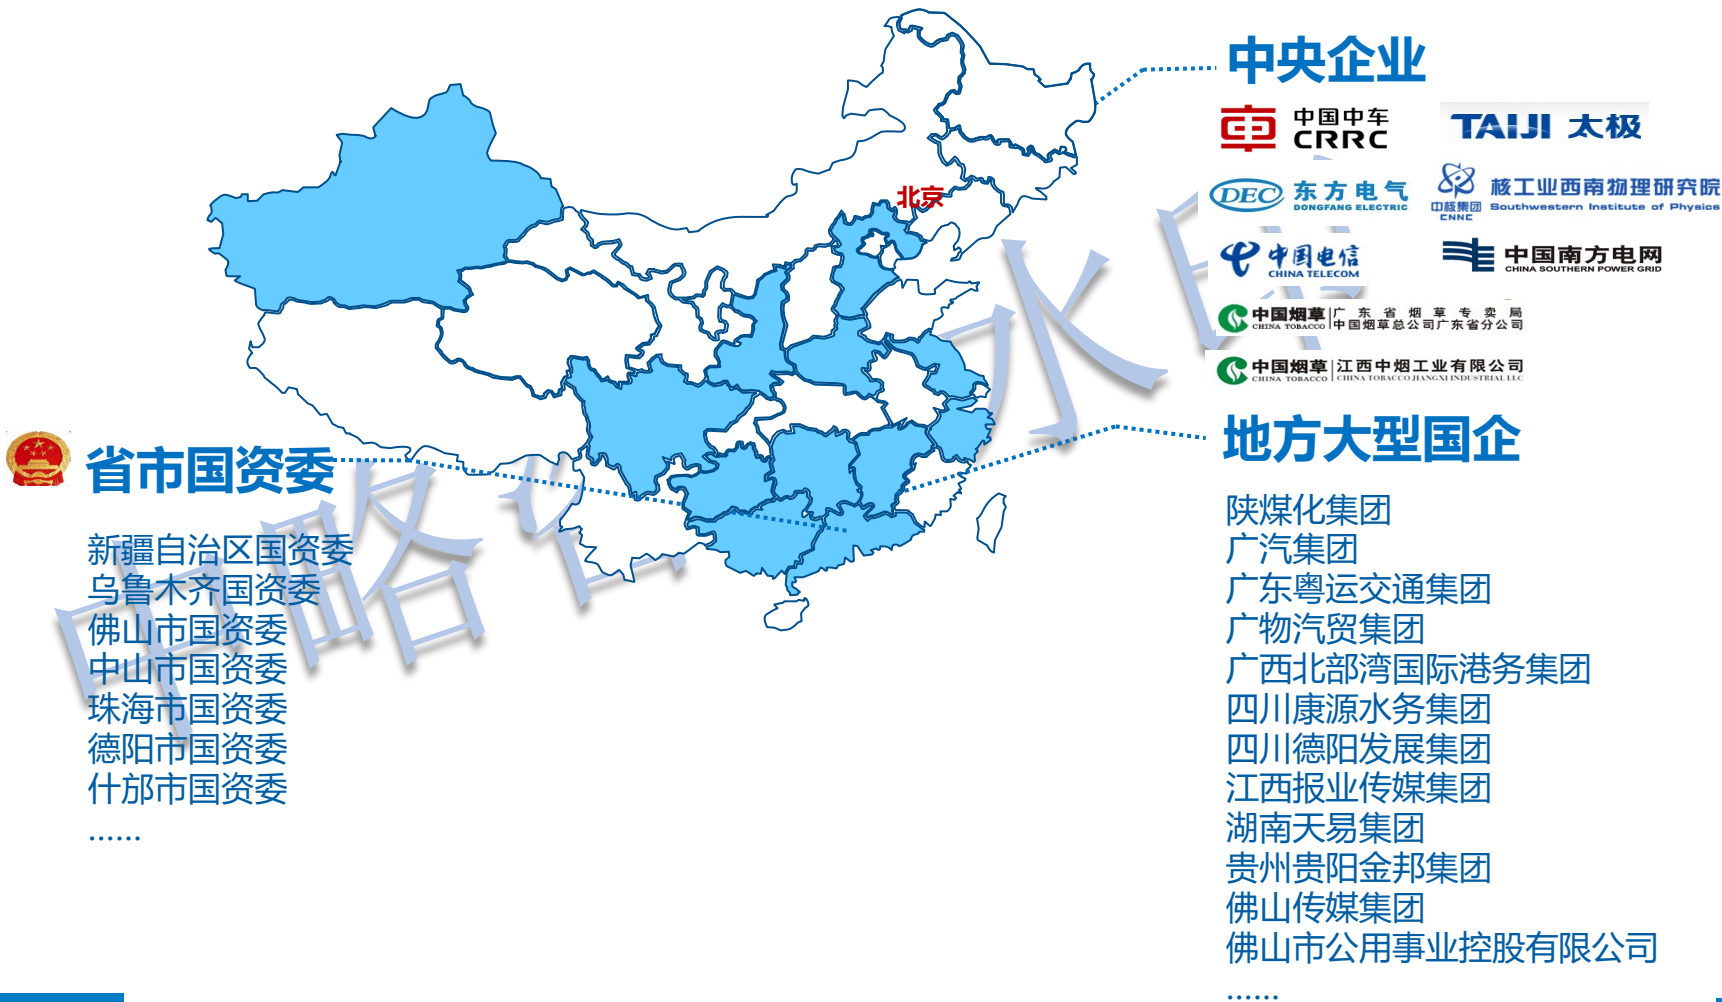 中央企业
中国中车
CRRC
TAIJI 太极
DEC 东方电气
DONGFANG ELECTRIC
中核集团
CNNC
核工业西南物理研究院
Southwestern Institute of Physics
中国电信
CHINA TELECOM
中国南方电网
CHINA SOUTHERN POWER GRID
中国烟草
CHINA TOBACCO
广东省烟草专卖局
中国烟草总公司广东省分公司
中国烟草
CHINA TOBACCO
江西中烟工业有限公司
CHINA TOBACCO JIANGXI INDUSTRIAL LLC
北京
省市国资委
新疆自治区国资委
乌鲁木齐国资委
佛山市国资委
中山市国资委
珠海市国资委
德阳市国资委
什邡市国资委
......
地方大型国企
陕煤化集团
广汽集团
广东粤运交通集团
广物汽贸集团
广西北部湾国际港务集团
四川康源水务集团
四川德阳发展集团
江西报业传媒集团
湖南天易集团
贵州贵阳金邦集团
佛山传媒集团
佛山市公用事业控股有限公司
......